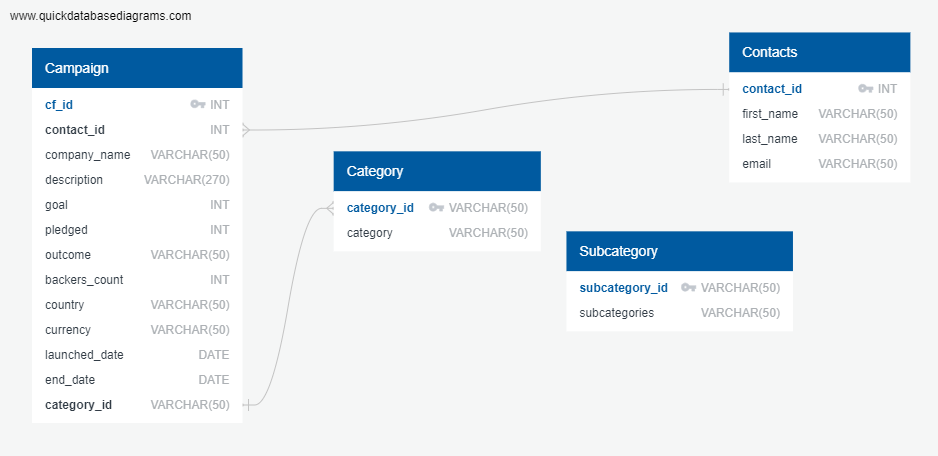 www.quickdatabasediagrams.com
Campaign
cf_id INT
contact_id INT
company_name VARCHAR(50)
description VARCHAR(270)
goal INT
pledged INT
outcome VARCHAR(50)
backers_count INT
country VARCHAR(50)
currency VARCHAR(50)
launched_date DATE
end_date DATE
category_id VARCHAR(50)
Category
category_id VARCHAR(50)
category VARCHAR(50)
Subcategory
subcategory_id VARCHAR(50)
subcategories VARCHAR(50)
Contacts
contact_id INT
first_name VARCHAR(50)
last_name VARCHAR(50)
email VARCHAR(50)